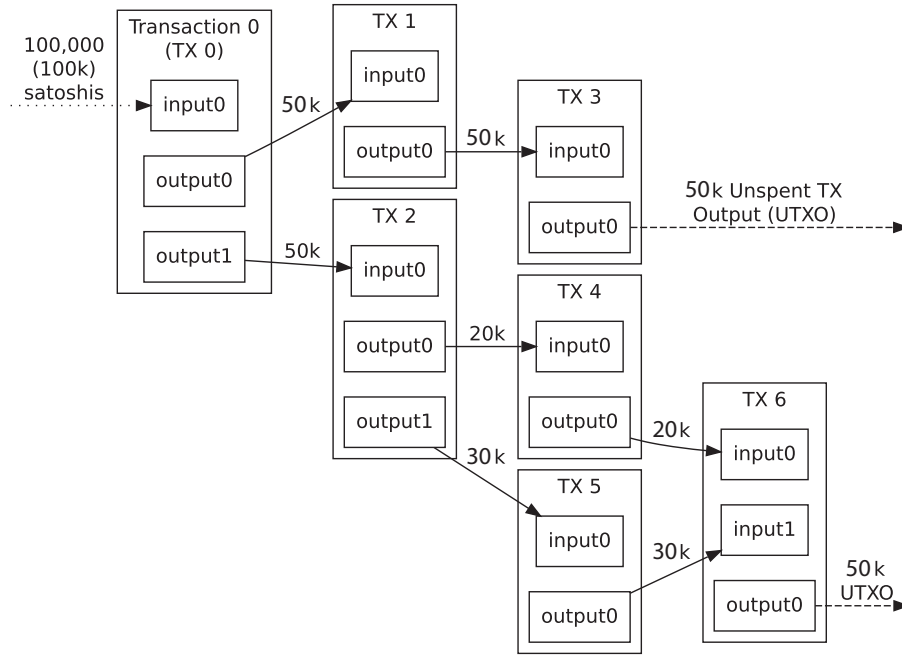 Transaction 0
(TX 0)
100,000
(100k)
satoshis
input0
output0
output1
50k
50k
TX 1
input0
output0
50k
TX 2
input0
output0
output1
20k
30k
TX 3
input0
output0
50k Unspent TX
Output (UTXO)
TX 4
input0
output0
20k
TX 5
input0
output0
30k
TX 6
input0
input1
output0
50k
UTXO